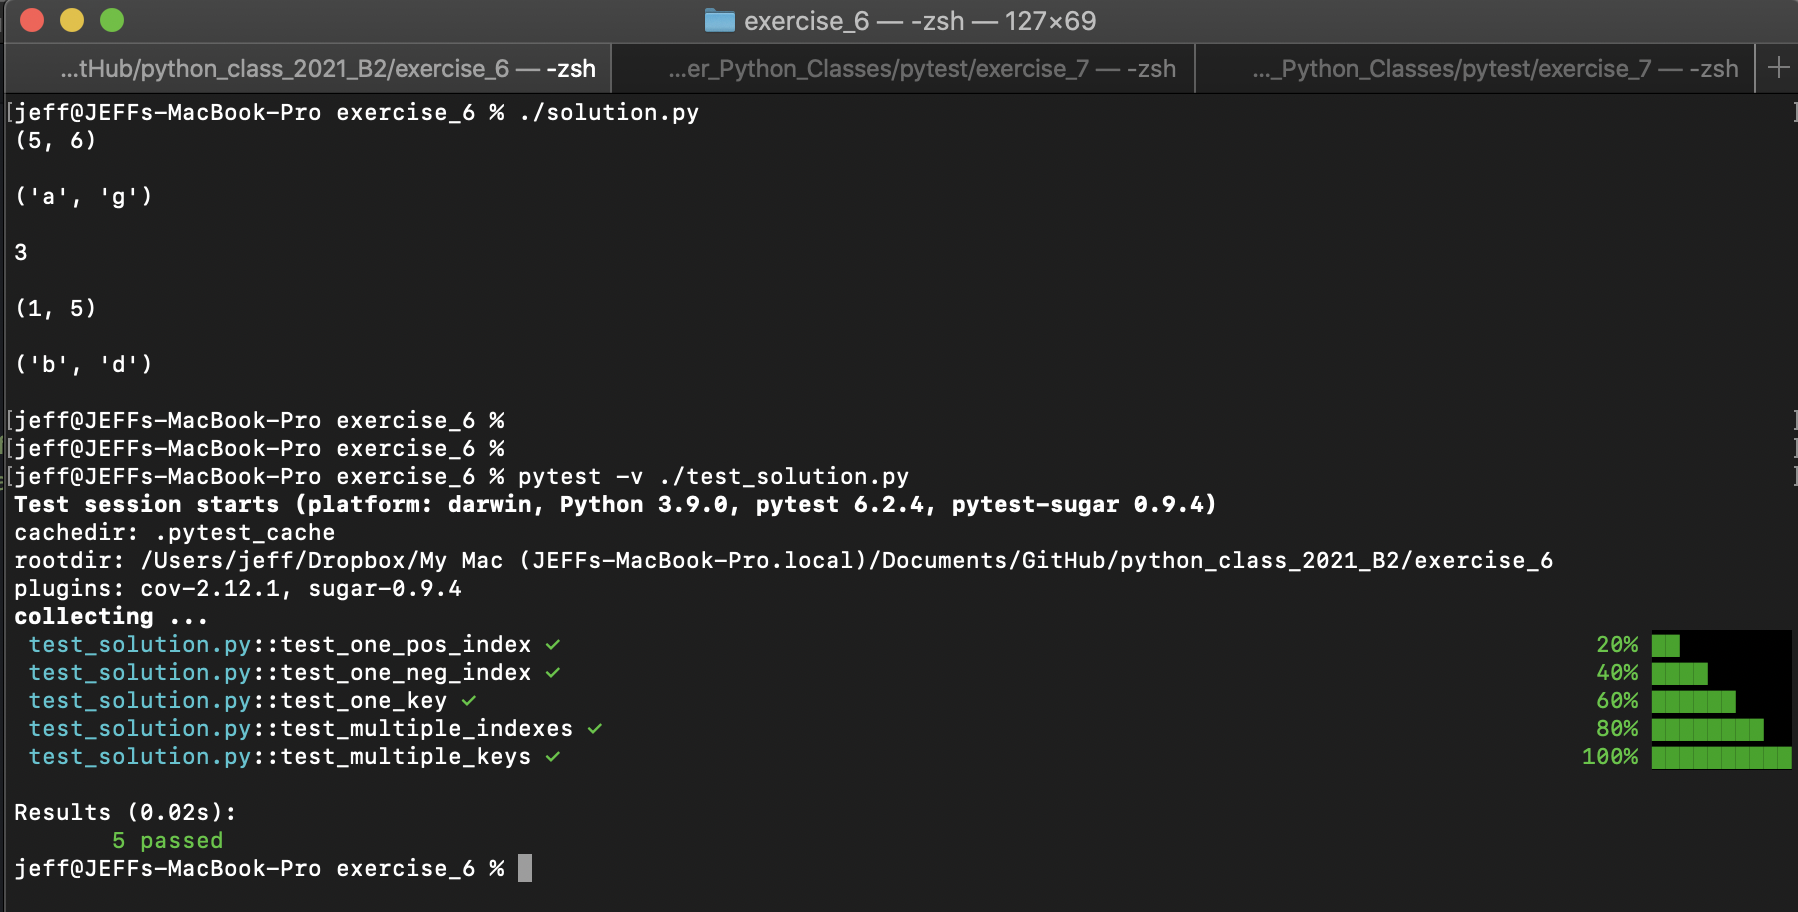 exercise_6 — -zsh — 127×69
...tHub/python_class_2021_B2/exercise_6 — -zsh
...er_Python_Classes/pytest/exercise_7 — -zsh
..._Python_Classes/pytest/exercise_7 — -zsh
+
[jeff@JEFFs-MacBook-Pro exercise_6 % ./solution.py ]
(5, 6)
('a', 'g')
3
(1, 5)
('b', 'd')
[jeff@JEFFs-MacBook-Pro exercise_6 % ]
[jeff@JEFFs-MacBook-Pro exercise_6 % ]
[jeff@JEFFs-MacBook-Pro exercise_6 % pytest -v ./test_solution.py ]
Test session starts (platform: darwin, Python 3.9.0, pytest 6.2.4, pytest-sugar 0.9.4)
cachedir: .pytest_cache
rootdir: /Users/jeff/Dropbox/My Mac (JEFFs-MacBook-Pro.local)/Documents/GitHub/python_class_2021_B2/exercise_6
plugins: cov-2.12.1, sugar-0.9.4
collecting ...
test_solution.py::test_one_pos_index ✓ 20%
test_solution.py::test_one_neg_index ✓ 40%
test_solution.py::test_one_key ✓ 60%
test_solution.py::test_multiple_indexes ✓ 80%
test_solution.py::test_multiple_keys ✓ 100%
Results (0.02s):
5 passed
jeff@JEFFs-MacBook-Pro exercise_6 %